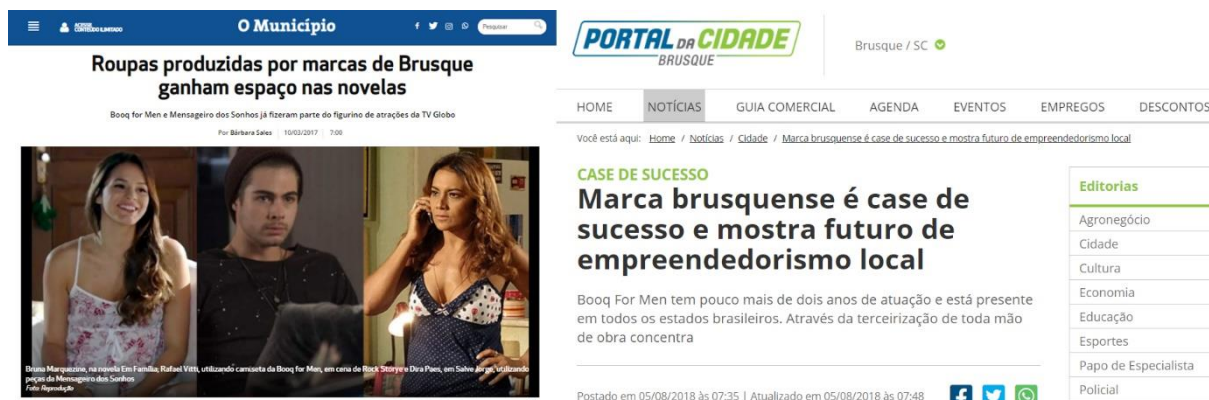 ACESSE
CONTEÚDO ILIMITADO
O Município
Pesquisar
Roupas produzidas por marcas de Brusque
ganham espaço nas novelas
Booq for Men e Mensageiro dos Sonhos já fizeram parte do figurino de atrações da TV Globo
Por Bárbara Sales 10/03/2017 7:00
Bruna Marquezine, na novela Em Família, Rafael Vitti, utilizando camiseta da Booq for Men, em cena de Rock Story e Dira Paes, em Salve Jorge, utilizando
peças da Mensageiro dos Sonhos
Foto: Reprodução
PORTAL DA CIDADE
BRUSQUE
Brusque / SC
HOME NOTÍCIAS GUIA COMERCIAL AGENDA EVENTOS EMPREGOS DESCONTOS
Você está aqui: Home / Notícias / Cidade / Marca brusquense é case de sucesso e mostra futuro de empreendedorismo local
CASE DE SUCESSO
Marca brusquense é case de
sucesso e mostra futuro de
empreendedorismo local
Booq For Men tem pouco mais de dois anos de atuação e está presente
em todos os estados brasileiros. Através da terceirização de toda mão
de obra concentra
Postado em 05/08/2018 às 07:35 | Atualizado em 05/08/2018 às 07:48
Editorias
Agronegócio
Cidade
Cultura
Economia
Educação
Esportes
Papo de Especialista
Policial